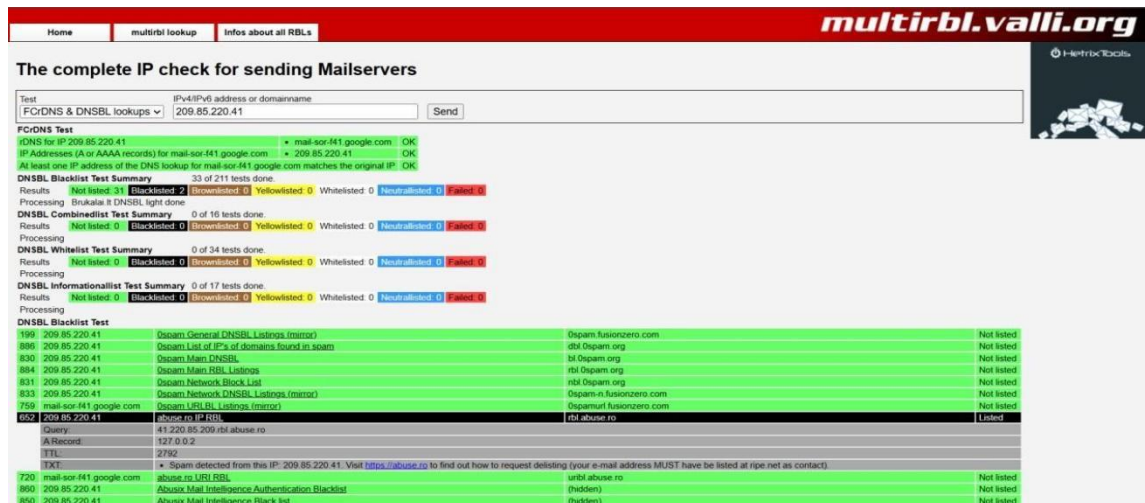 Home multirbl lookup Infos about all RBLs multirbl.valli.org
HetrixTools
The complete IP check for sending Mailservers
Test IPv4/IPv6 address or domainname
FCrDNS & DNSBL lookups 209.85.220.41 Send
FCrDNS Test
rDNS for IP 209.85.220.41 • mail-sor-f41.google.com OK
IP Addresses (A or AAAA records) for mail-sor-f41.google.com • 209.85.220.41 OK
At least one IP address of the DNS lookup for mail-sor-f41.google.com matches the original IP OK
DNSBL Blacklist Test Summary 33 of 211 tests done.
Results Not listed: 31 Blacklisted: 2 Brownlisted: 0 Yellowlisted: 0 Whitelisted: 0 Neutrallisted: 0 Failed: 0
Processing Brukalai.lt DNSBL light done
DNSBL Combinedlist Test Summary 0 of 16 tests done.
Results Not listed: 0 Blacklisted: 0 Brownlisted: 0 Yellowlisted: 0 Whitelisted: 0 Neutrallisted: 0 Failed: 0
Processing
DNSBL Whitelist Test Summary 0 of 34 tests done.
Results Not listed: 0 Blacklisted: 0 Brownlisted: 0 Yellowlisted: 0 Whitelisted: 0 Neutrallisted: 0 Failed: 0
Processing
DNSBL Informationallist Test Summary 0 of 17 tests done.
Results Not listed: 0 Blacklisted: 0 Brownlisted: 0 Yellowlisted: 0 Whitelisted: 0 Neutrallisted: 0 Failed: 0
Processing
DNSBL Blacklist Test
199 209.85.220.41 0spam General DNSBL Listings (mirror) 0spam.fusionzero.com Not listed
886 209.85.220.41 0spam List of IP's of domains found in spam dbl.0spam.org Not listed
830 209.85.220.41 0spam Main DNSBL bl.0spam.org Not listed
884 209.85.220.41 0spam Main RBL Listings rbl.0spam.org Not listed
831 209.85.220.41 0spam Network Block List nbl.0spam.org Not listed
833 209.85.220.41 0spam Network DNSBL Listings (mirror) 0spam-n.fusionzero.com Not listed
759 mail-sor-f41.google.com 0spam URLBL Listings (mirror) 0spamurl.fusionzero.com Not listed
652 209.85.220.41 abuse.ro IP RBL rbl.abuse.ro Listed
Query: 41.220.85.209.rbl.abuse.ro
A Record: 127.0.0.2
TTL: 2792
TXT: • Spam detected from this IP: 209.85.220.41. Visit https://abuse.ro to find out how to request delisting (your e-mail address MUST have be listed at ripe.net as contact).
720 mail-sor-f41.google.com abuse.ro URI RBL uribl.abuse.ro Not listed
860 209.85.220.41 Abusix Mail Intelligence Authentication Blacklist (hidden) Not listed
850 209.85.220.41 Abusix Mail Intelligence Black list (hidden) Not listed